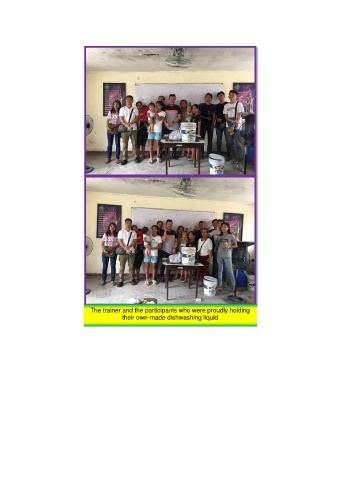 The trainer and the participants who were proudly holding
their own-made dishwashing liquid